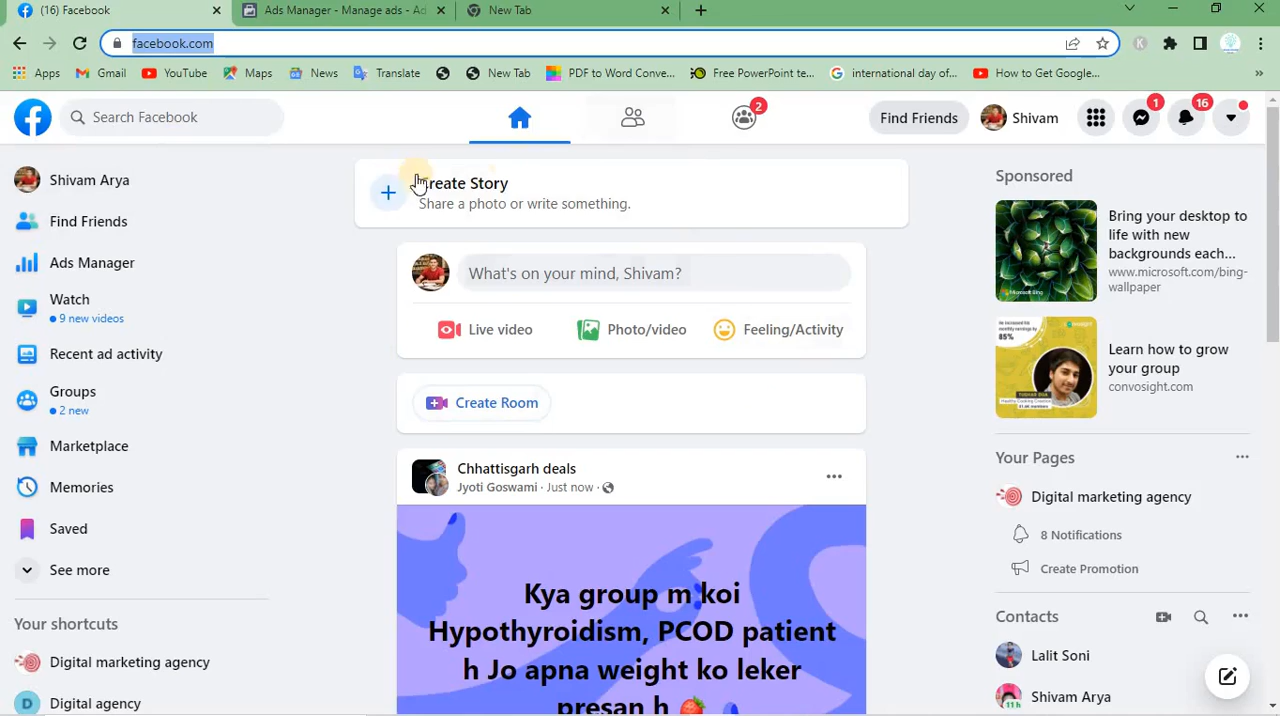 (16) Facebook
Ads Manager - Manage ads - Ad
New Tab
facebook.com
Apps
Gmail
YouTube
Maps
News
Translate
New Tab
PDF to Word Conve...
Free PowerPoint te...
international day of...
How to Get Google...
Search Facebook
2
Find Friends
Shivam
1
16
Shivam Arya
Find Friends
Ads Manager
Watch
9 new videos
Recent ad activity
Groups
2 new
Marketplace
Memories
Saved
See more
Your shortcuts
Digital marketing agency
D
Digital agency
Create Story
Share a photo or write something.
What's on your mind, Shivam?
Live video
Photo/video
Feeling/Activity
Create Room
Chhattisgarh deals
Jyoti Goswami · Just now ·
Kya group m koi
Hypothyroidism, PCOD patient
h Jo apna weight ko leker
presan h 🍓
Sponsored
Microsoft Bing
Bring your desktop to
life with new
backgrounds each...
www.microsoft.com/bing-
wallpaper
85%
Learn how to grow
your group
convosight.com
Your Pages
Digital marketing agency
8 Notifications
Create Promotion
Contacts
Lalit Soni
11 h
Shivam Arya